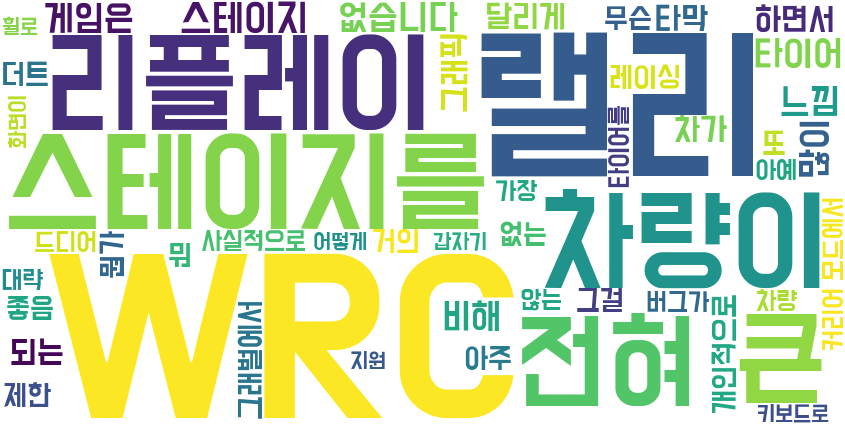 휠로
게임은
스테이지
없습니다
달리게
무슨
타막
하면서
리플레이
랠리
그래픽
레이싱
타이어
더트
화면이
느낌
타이어를
차가
또
많이
아예
스테이지를
가장
차량이
드디어
뭔가
뭐
사실적으로
어떻게
거의
갑자기
없는
모드에서
대략
좋음
WRC
비해
않는
그걸
버그가
차량
커리어
되는
그래벌에서
지원
아주
전혀
개인적으로
큰
제한
키보드로